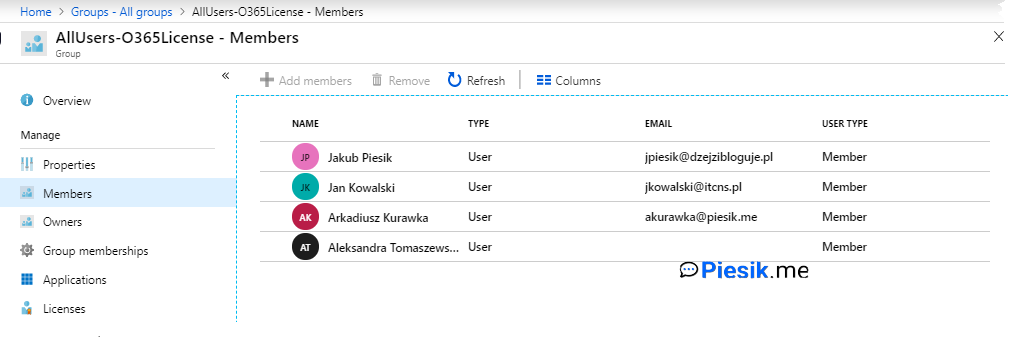 Home > Groups - All groups > AllUsers-O365License - Members
AllUsers-O365License - Members
Group
«
Add members Remove Refresh Columns
Overview
Manage
Properties
Members
Owners
Group memberships
Applications
Licenses
NAME TYPE EMAIL USER TYPE
JP Jakub Piesik User jpiesik@dzejzibloguje.pl Member
JK Jan Kowalski User jkowalski@itcns.pl Member
AK Arkadiusz Kurawka User akurawka@piesik.me Member
AT Aleksandra Tomaszews... User Member
Piesik.me